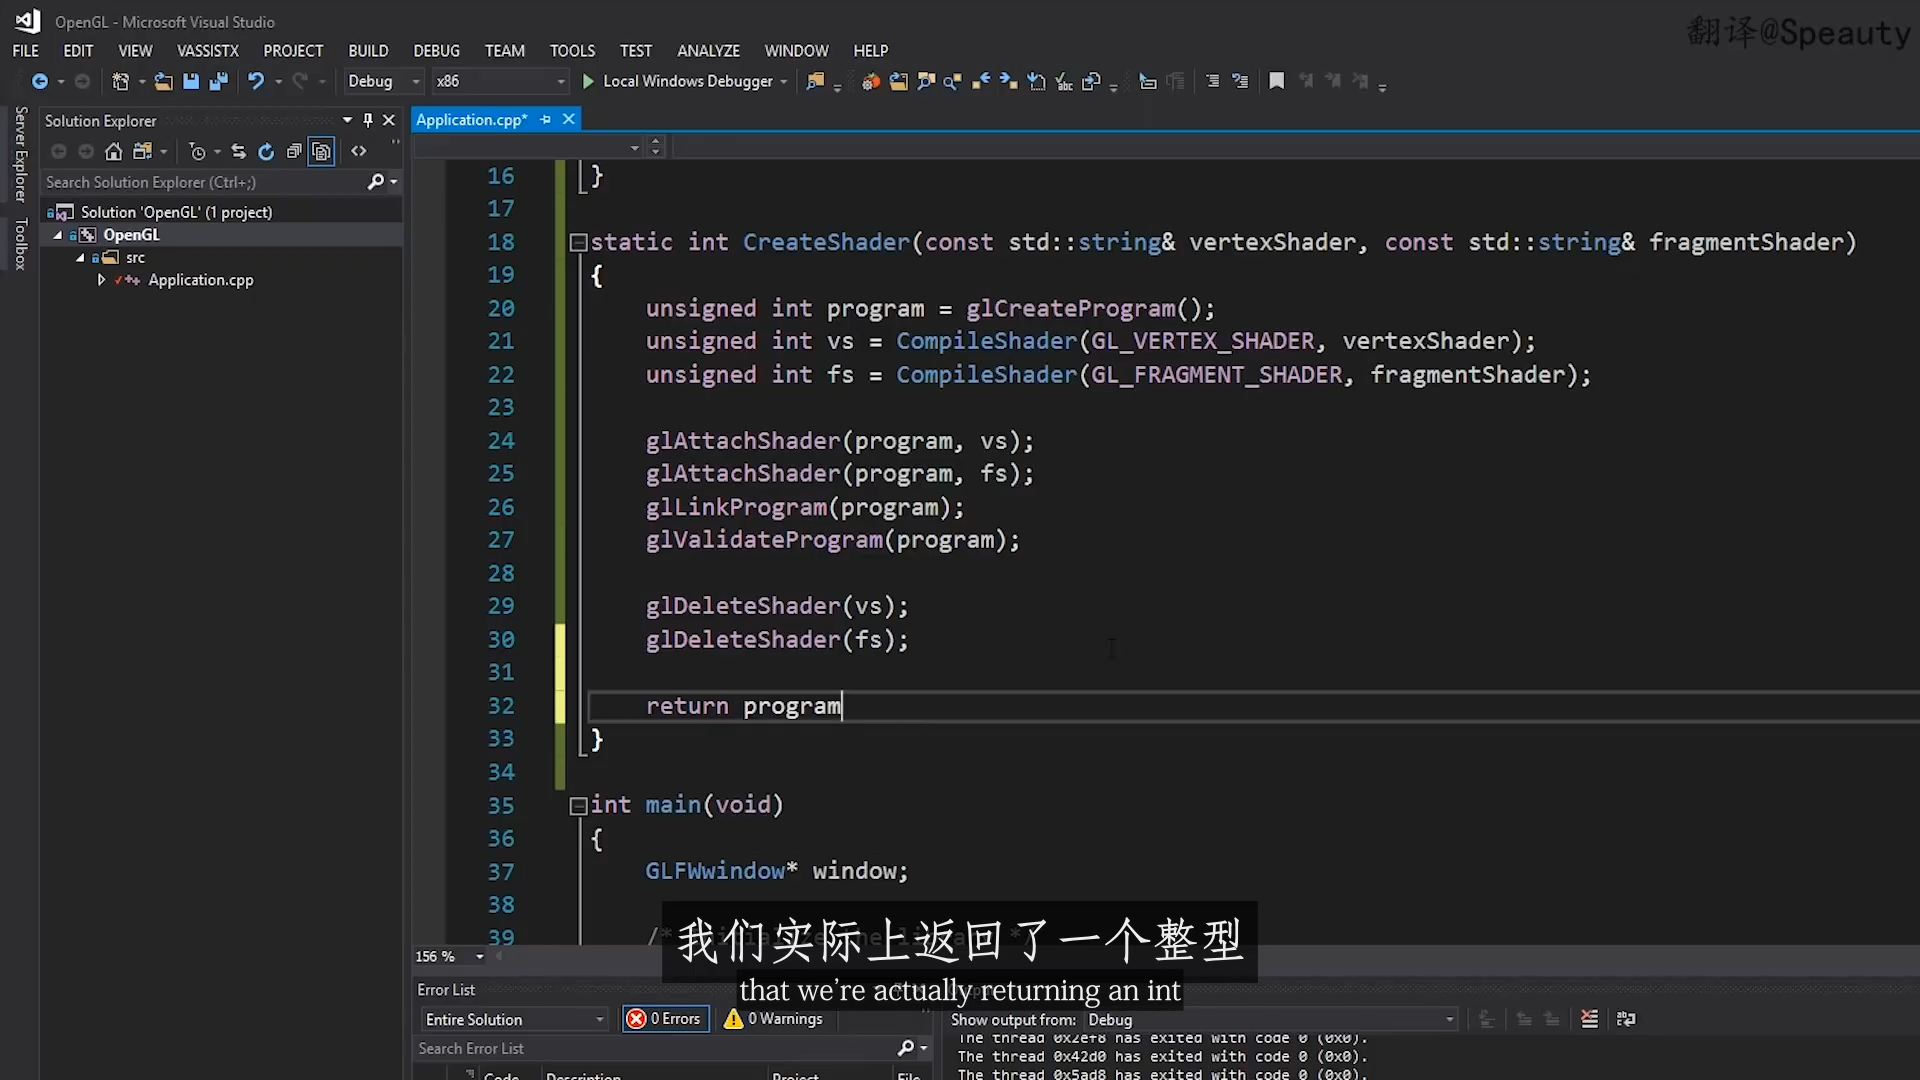 OpenGL - Microsoft Visual Studio
翻译@Speauty
FILE EDIT VIEW VASSISTX PROJECT BUILD DEBUG TEAM TOOLS TEST ANALYZE WINDOW HELP
Debug x86 Local Windows Debugger
Server Explorer
Toolbox
Solution Explorer
Search Solution Explorer (Ctrl+;)
Solution 'OpenGL' (1 project)
OpenGL
src
Application.cpp
Application.cpp*
16 }
17
18 static int CreateShader(const std::string& vertexShader, const std::string& fragmentShader)
19 {
20 unsigned int program = glCreateProgram();
21 unsigned int vs = CompileShader(GL_VERTEX_SHADER, vertexShader);
22 unsigned int fs = CompileShader(GL_FRAGMENT_SHADER, fragmentShader);
23
24 glAttachShader(program, vs);
25 glAttachShader(program, fs);
26 glLinkProgram(program);
27 glValidateProgram(program);
28
29 glDeleteShader(vs);
30 glDeleteShader(fs);
31
32 return program
33 }
34
35 int main(void)
36 {
37 GLFWwindow* window;
38
39 /*
我们实际上返回了一个整型
that we're actually returning an int
156 %
Error List
Entire Solution 0 Errors 0 Warnings
Search Error List
Code Description Project File
Show output from: Debug
The thread 0x2ef8 has exited with code 0 (0x0).
The thread 0x42d0 has exited with code 0 (0x0).
The thread 0x5ad8 has exited with code 0 (0x0).